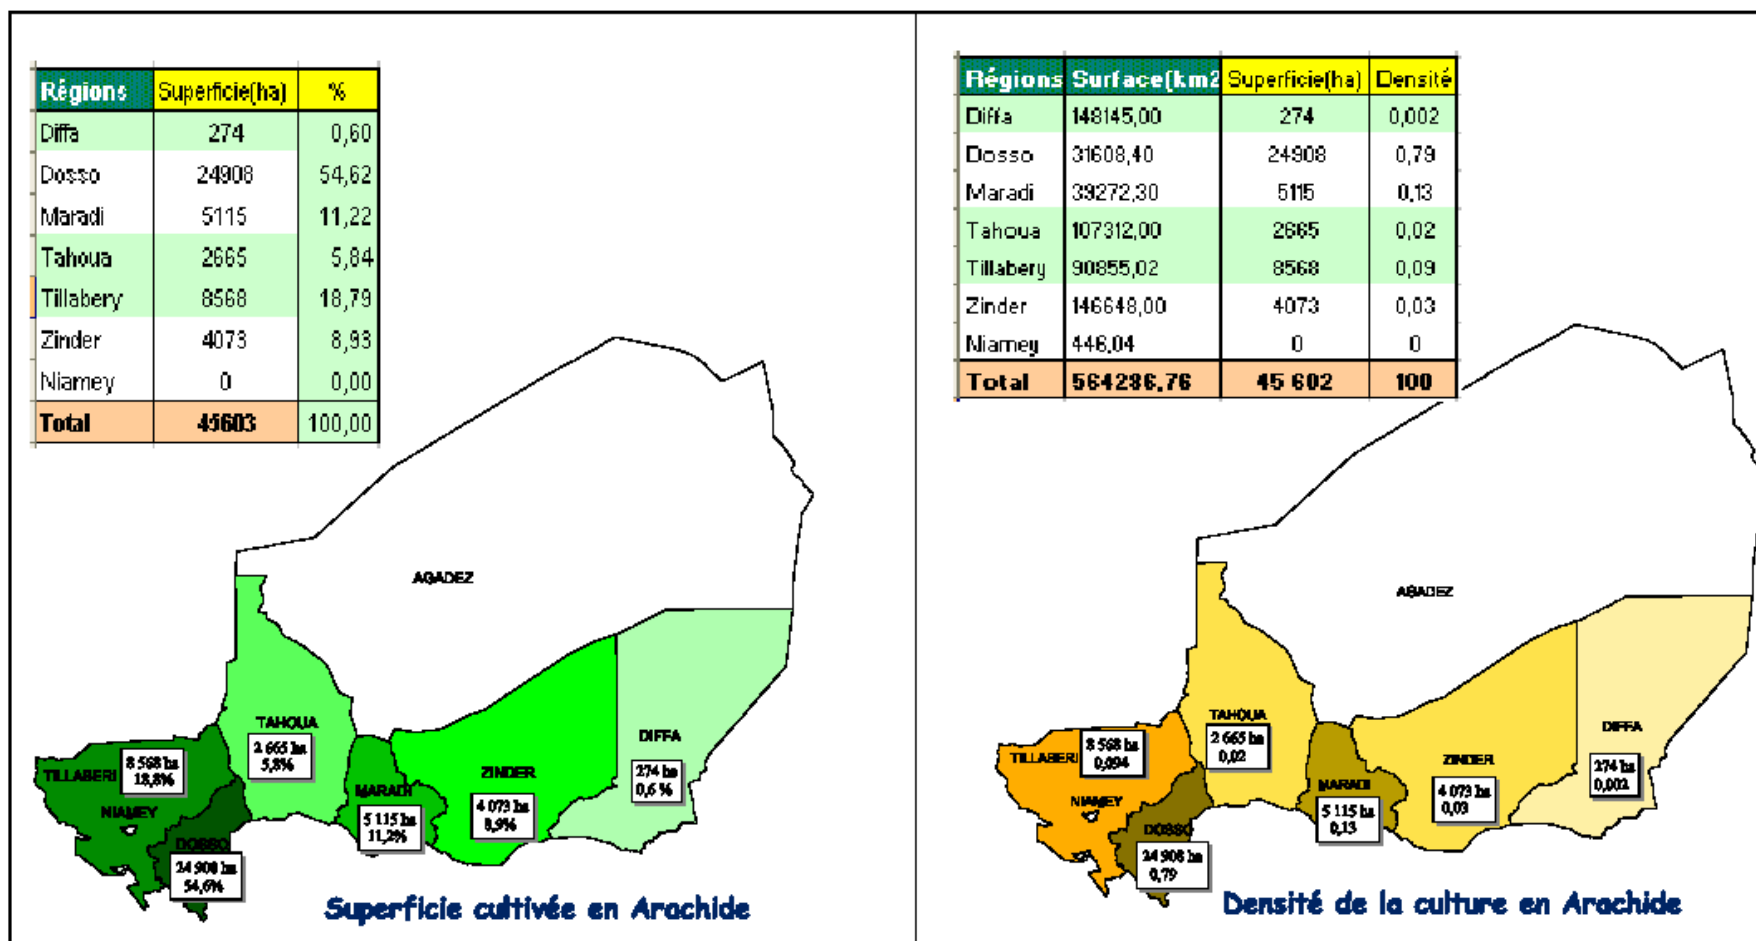 Régions Superficie(ha) %
Diffa 274 0,60
Dosso 24908 54,62
Maradi 5115 11,22
Tahoua 2665 5,84
Tillabery 8568 18,79
Zinder 4073 8,93
Niamey 0 0,00
Total 45603 100,00
AGADEZ
TAHOUA
2 665 ha
5,8%
DIFFA
274 ha
0,6 %
TILLABERI
8 568 ha
18,8%
ZINDER
4 073 ha
8,9%
MARADI
5 115 ha
11,2%
NIAMEY
DOSSO
24 908 ha
54,6%
Superficie cultivée en Arachide
Régions Surface(km2 Superficie(ha) Densité
Diffa 148145,00 274 0,002
Dosso 31608,40 24908 0,79
Maradi 39272,30 5115 0,13
Tahoua 107312,00 2665 0,02
Tillabery 90855,02 8568 0,09
Zinder 146648,00 4073 0,03
Niamey 446,04 0 0
Total 564286,76 45 602 100
AGADEZ
TAHOUA
2 665 ha
0,02
DIFFA
274 ha
0,002
TILLABERI
8 568 ha
0,094
ZINDER
4 073 ha
0,03
MARADI
5 115 ha
0,13
NIAMEY
DOSSO
24 908 ha
0,79
Densité de la culture en Arachide